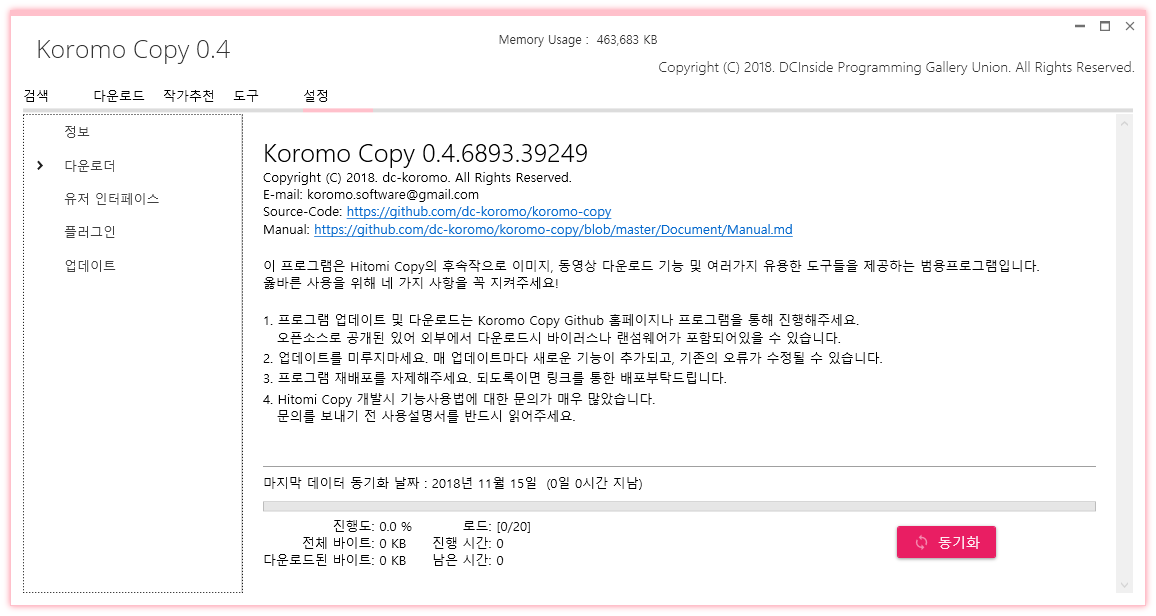 Koromo Copy 0.4
Memory Usage : 463,683 KB
Copyright (C) 2018. DCInside Programming Gallery Union. All Rights Reserved.
검색 다운로드 작가추천 도구 설정
정보
다운로더
유저 인터페이스
플러그인
업데이트
Koromo Copy 0.4.6893.39249
Copyright (C) 2018. dc-koromo. All Rights Reserved.
E-mail: koromo.software@gmail.com
Source-Code: https://github.com/dc-koromo/koromo-copy
Manual: https://github.com/dc-koromo/koromo-copy/blob/master/Document/Manual.md
이 프로그램은 Hitomi Copy의 후속작으로 이미지, 동영상 다운로드 기능 및 여러가지 유용한 도구들을 제공하는 범용프로그램입니다.
옳바른 사용을 위해 네 가지 사항을 꼭 지켜주세요!
1. 프로그램 업데이트 및 다운로드는 Koromo Copy Github 홈페이지나 프로그램을 통해 진행해주세요.
오픈소스로 공개된 있어 외부에서 다운로드시 바이러스나 랜섬웨어가 포함되어있을 수 있습니다.
2. 업데이트를 미루지마세요. 매 업데이트마다 새로운 기능이 추가되고, 기존의 오류가 수정될 수 있습니다.
3. 프로그램 재배포를 자제해주세요. 되도록이면 링크를 통한 배포부탁드립니다.
4. Hitomi Copy 개발시 기능사용법에 대한 문의가 매우 많았습니다.
문의를 보내기 전 사용설명서를 반드시 읽어주세요.
마지막 데이터 동기화 날짜 : 2018년 11월 15일 (0일 0시간 지남)
진행도: 0.0 % 로드: [0/20]
전체 바이트: 0 KB 진행 시간: 0
다운로드된 바이트: 0 KB 남은 시간: 0
동기화